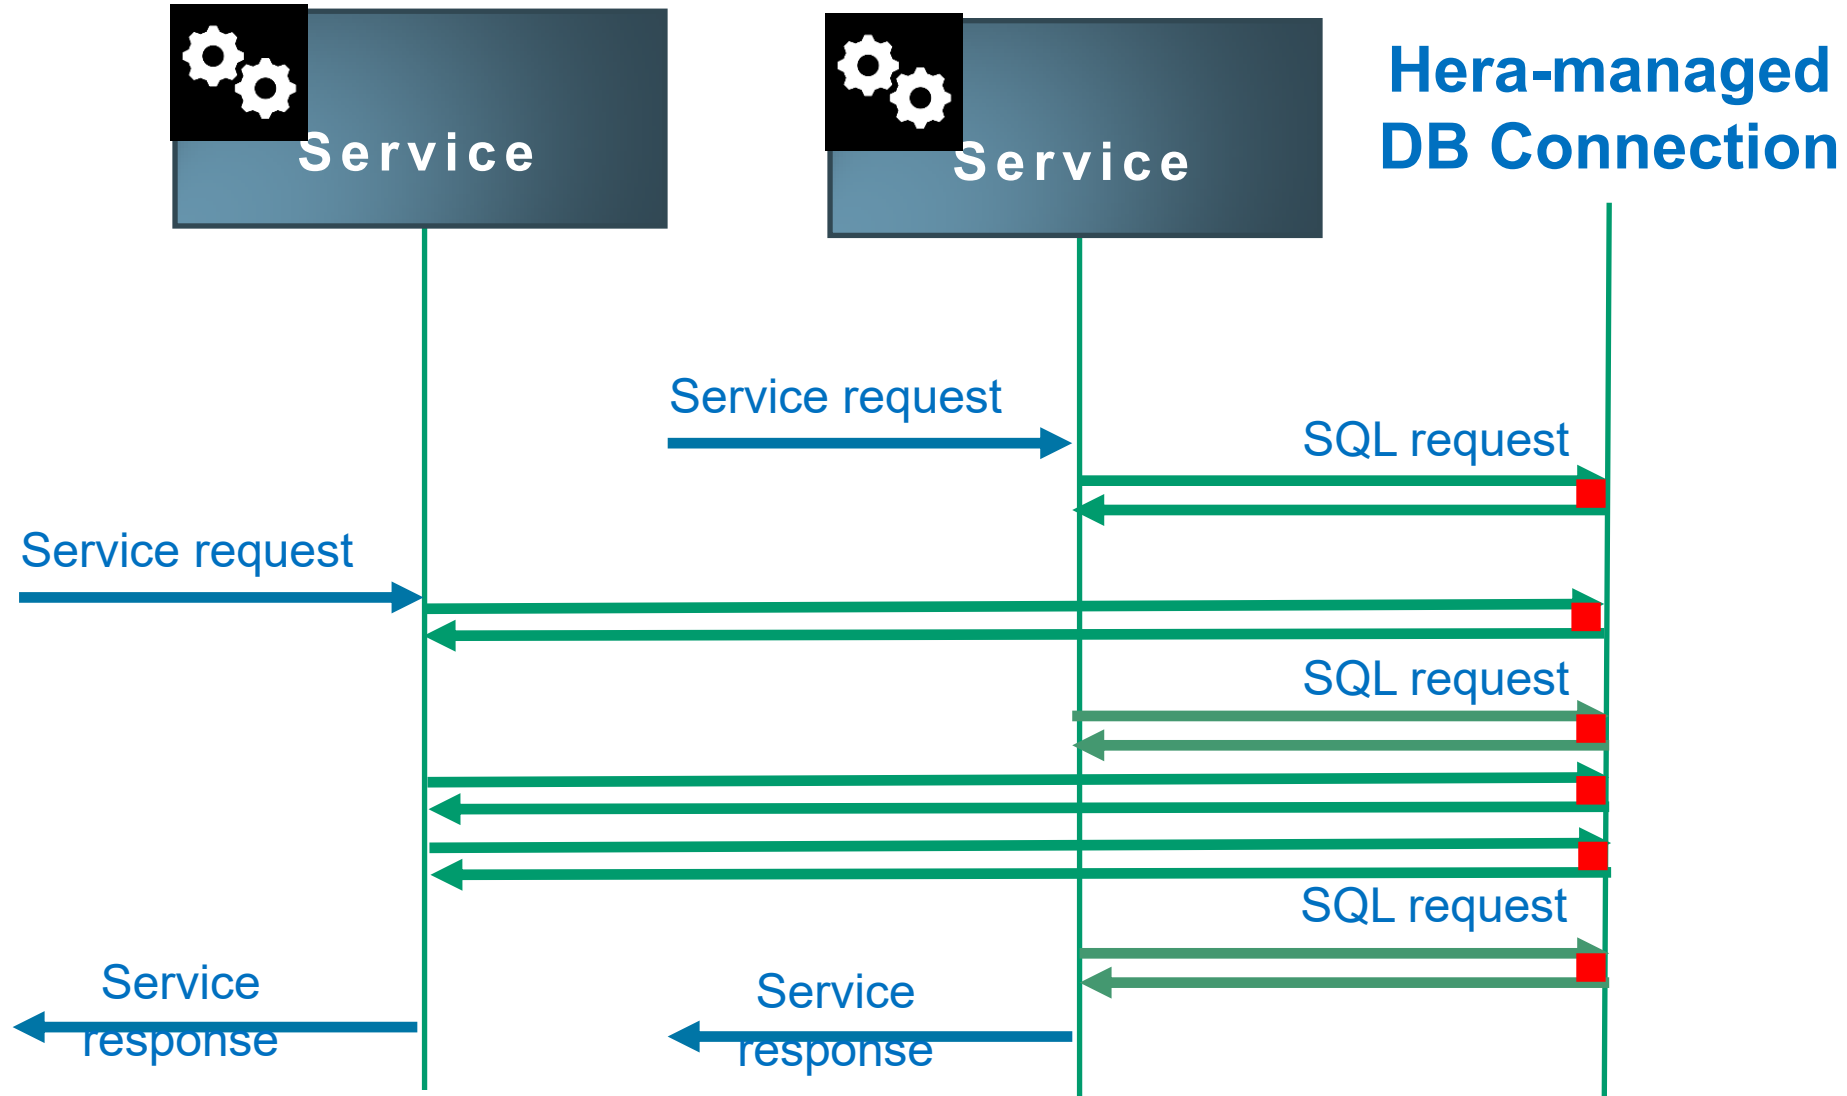 Service
Service
Hera-managed
DB Connection
Service request
SQL request
Service request
SQL request
SQL request
Service
response
Service
response